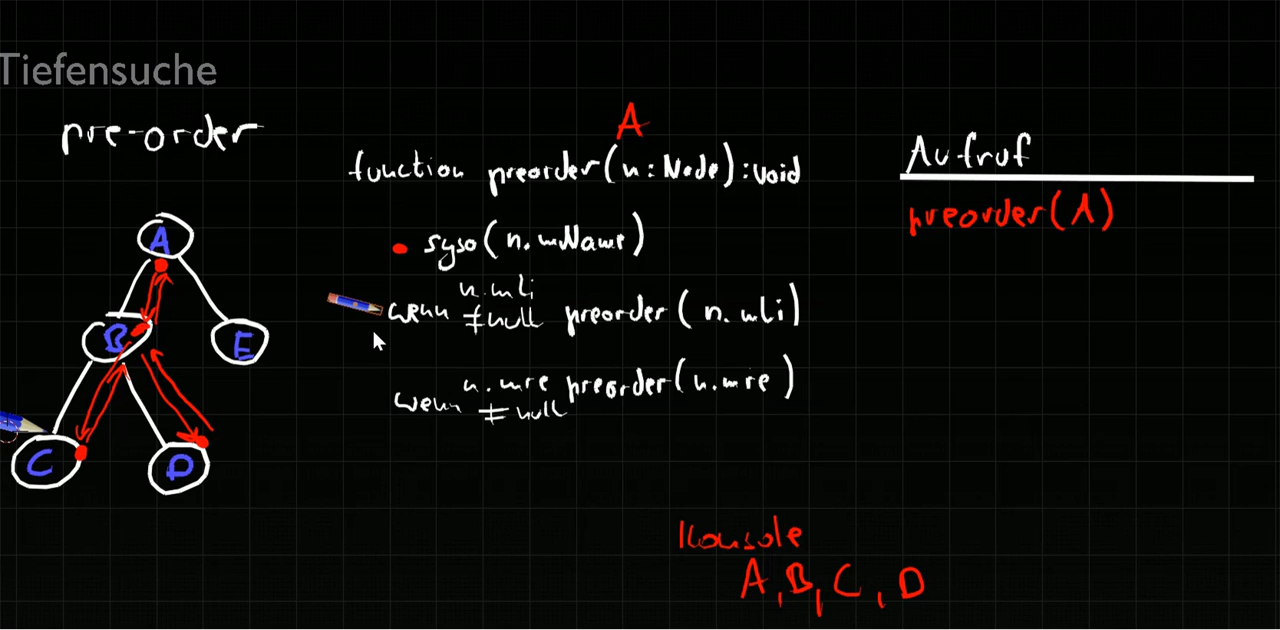 Tiefensuche
pre-order
A
B
E
C
D
A
function preorder(n:Node):void
syso(n.mName)
wenn n.mli ≠null preorder(n.mli)
wenn n.mre ≠null preorder(n.mre)
Aufruf
preorder(A)
Konsole
A,B,C,D